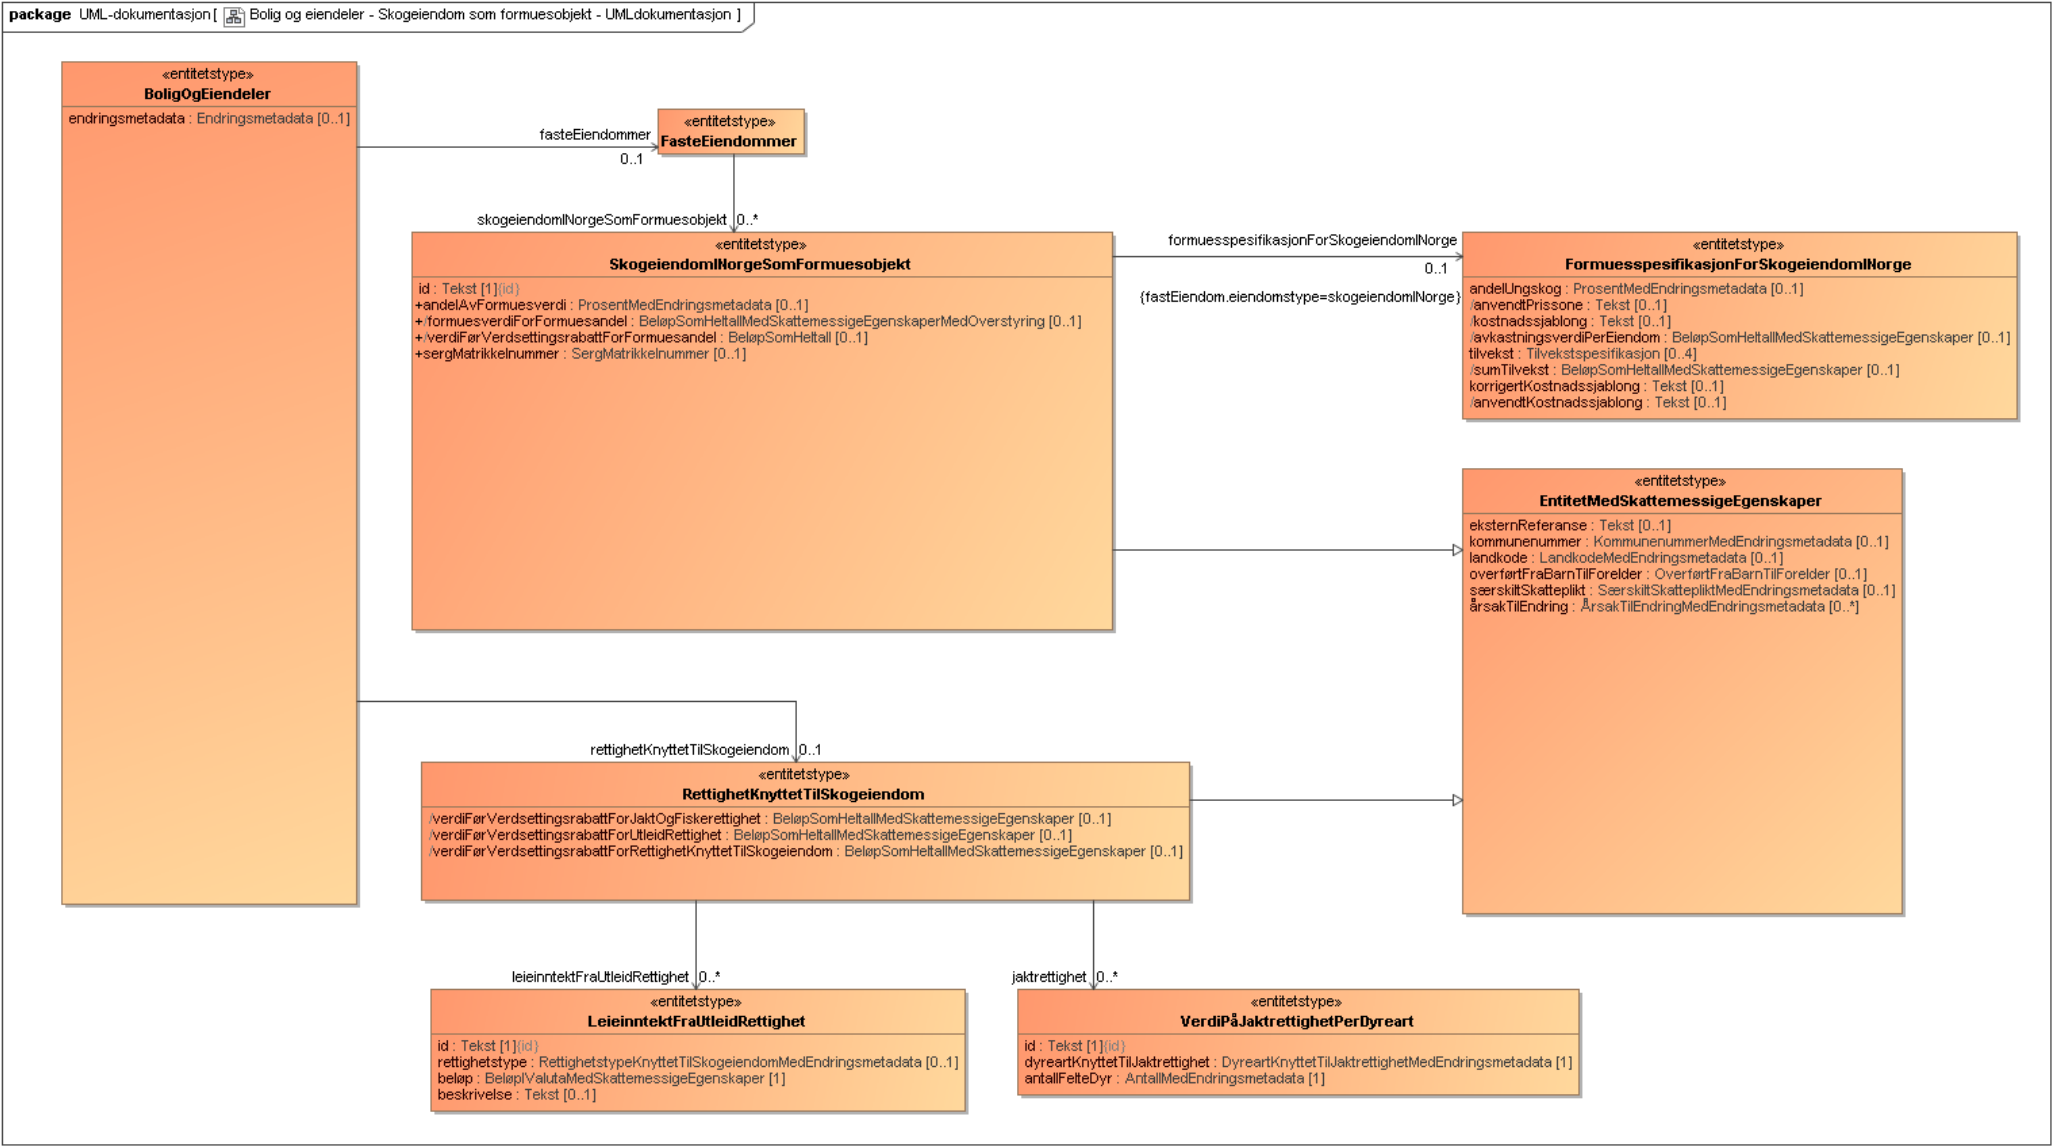 package UML-dokumentasjon [ Bolig og eiendeler - Skogeiendom som formuesobjekt - UMLdokumentasjon ]
«entitetstype»
BoligOgEiendeler
endringsmetadata : Endringsmetadata [0..1]
fasteEiendommer
0..1
«entitetstype»
FasteEiendommer
skogeiendomINorgeSomFormuesobjekt 0..*
«entitetstype»
SkogeiendomINorgeSomFormuesobjekt
id : Tekst [1]{id}
+andelAvFormuesverdi : ProsentMedEndringsmetadata [0..1]
+/formuesverdiForFormuesandel : BeløpSomHeltallMedSkattemessigeEgenskaperMedOverstyring [0..1]
+/verdiFørVerdsettingsrabattForFormuesandel : BeløpSomHeltall [0..1]
+sergMatrikkelnummer : SergMatrikkelnummer [0..1]
formuesspesifikasjonForSkogeiendomINorge
0..1
{fastEiendom.eiendomstype=skogeiendomINorge}
«entitetstype»
FormuesspesifikasjonForSkogeiendomINorge
andelUngskog : ProsentMedEndringsmetadata [0..1]
/anvendtPrissone : Tekst [0..1]
/kostnadssjablong : Tekst [0..1]
/avkastningsverdiPerEiendom : BeløpSomHeltallMedSkattemessigeEgenskaper [0..1]
tilvekst : Tilvekstspesifikasjon [0..4]
/sumTilvekst : BeløpSomHeltallMedSkattemessigeEgenskaper [0..1]
korrigertKostnadssjablong : Tekst [0..1]
/anvendtKostnadssjablong : Tekst [0..1]
«entitetstype»
EntitetMedSkattemessigeEgenskaper
eksternReferanse : Tekst [0..1]
kommunenummer : KommunenummerMedEndringsmetadata [0..1]
landkode : LandkodeMedEndringsmetadata [0..1]
overførtFraBarnTilForelder : OverførtFraBarnTilForelder [0..1]
særskiltSkatteplikt : SærskiltSkattepliktMedEndringsmetadata [0..1]
årsakTilEndring : ÅrsakTilEndringMedEndringsmetadata [0..*]
rettighetKnyttetTilSkogeiendom 0..1
«entitetstype»
RettighetKnyttetTilSkogeiendom
/verdiFørVerdsettingsrabattForJaktOgFiskerettighet : BeløpSomHeltallMedSkattemessigeEgenskaper [0..1]
/verdiFørVerdsettingsrabattForUtleidRettighet : BeløpSomHeltallMedSkattemessigeEgenskaper [0..1]
/verdiFørVerdsettingsrabattForRettighetKnyttetTilSkogeiendom : BeløpSomHeltallMedSkattemessigeEgenskaper [0..1]
leieinntektFraUtleidRettighet 0..*
«entitetstype»
LeieinntektFraUtleidRettighet
id : Tekst [1]{id}
rettighetstype : RettighetstypeKnyttetTilSkogeiendomMedEndringsmetadata [0..1]
beløp : BeløpIValutaMedSkattemessigeEgenskaper [1]
beskrivelse : Tekst [0..1]
jaktrettighet 0..*
«entitetstype»
VerdiPåJaktrettighetPerDyreart
id : Tekst [1]{id}
dyreartKnyttetTilJaktrettighet : DyreartKnyttetTilJaktrettighetMedEndringsmetadata [1]
antallFelteDyr : AntallMedEndringsmetadata [1]